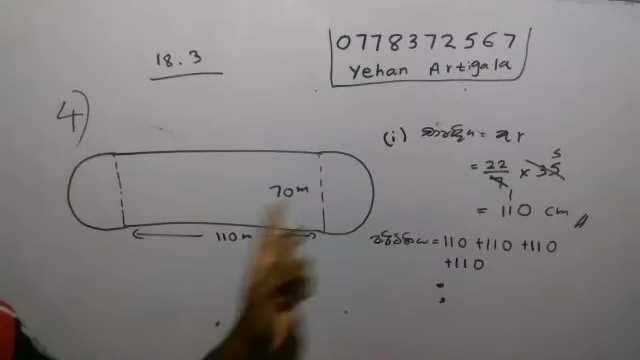 18.3
0778372567
Yehan Artigala
4)
70m
110m
(i) = πr
= 22/7 × 35 5
1
= 110 cm
= 110 + 110 + 110
+ 110
=